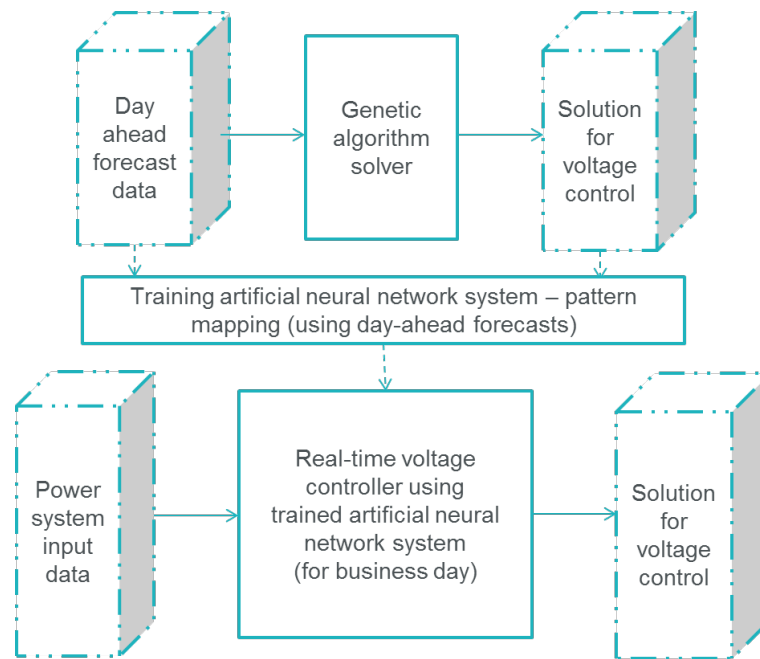 Day
ahead
forecast
data
Genetic
algorithm
solver
Solution
for
voltage
control
Training artificial neural network system – pattern
mapping (using day-ahead forecasts)
Power
system
input
data
Real-time voltage
controller using
trained artificial neural
network system
(for business day)
Solution
for
voltage
control